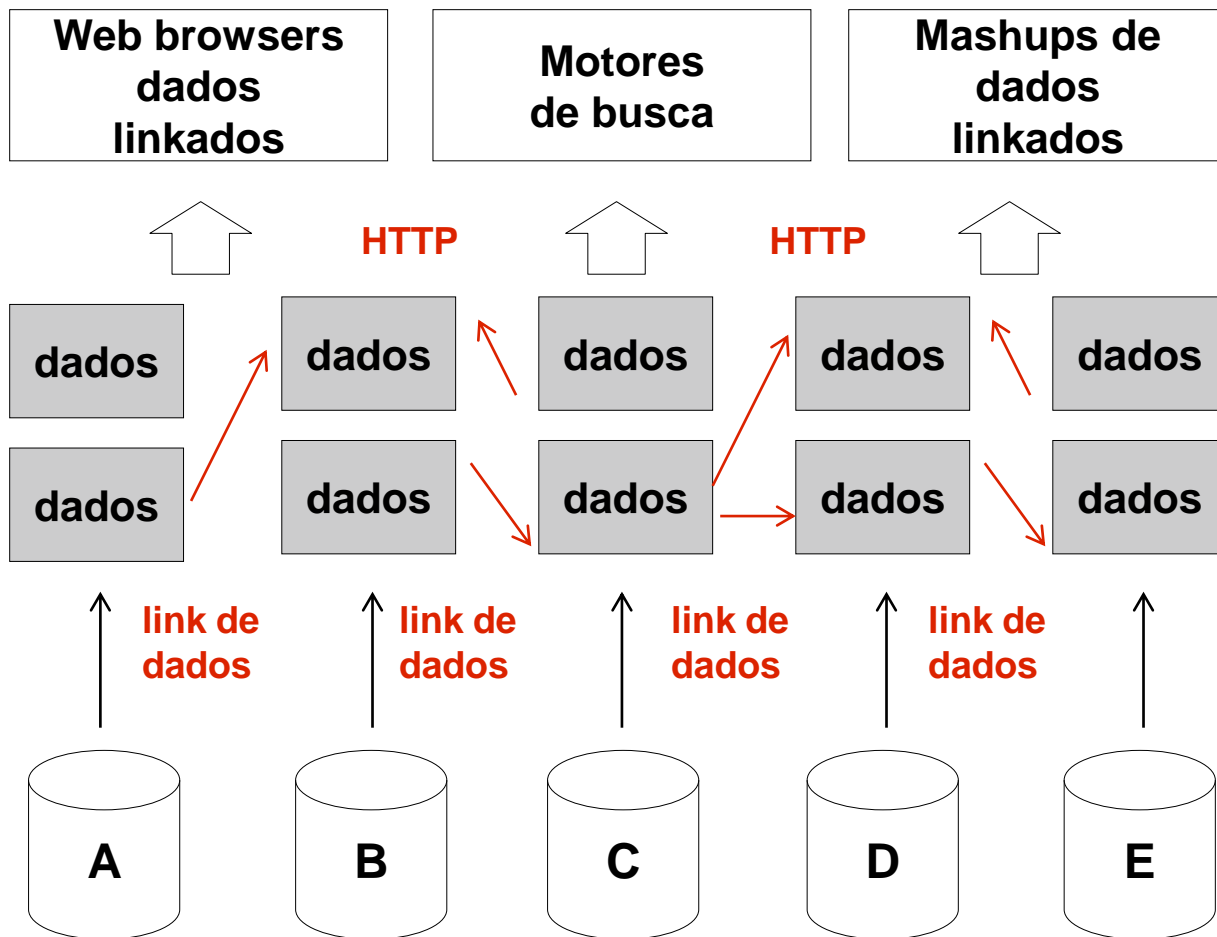 Web browsers
dados
linkados
Motores
de busca
Mashups de
dados
linkados
HTTP
HTTP
dados
dados
dados
dados
dados
dados
dados
dados
dados
dados
link de
dados
link de
dados
link de
dados
link de
dados
A
B
C
D
E